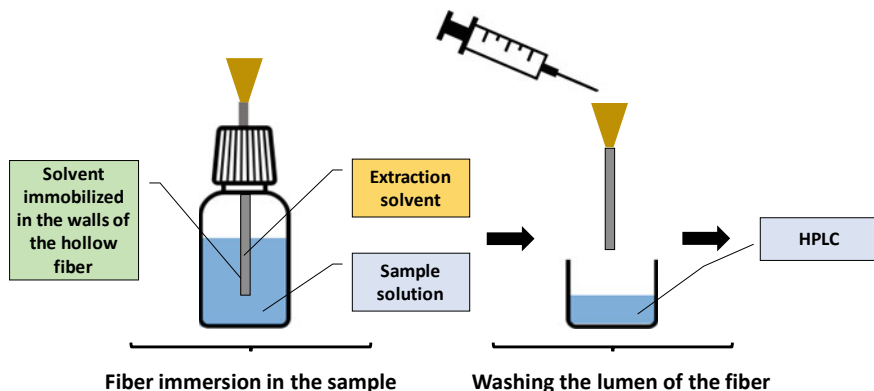 Solvent
immobilized
in the walls of
the hollow
fiber
Extraction
solvent
Sample
solution
HPLC
Fiber immersion in the sample
Washing the lumen of the fiber